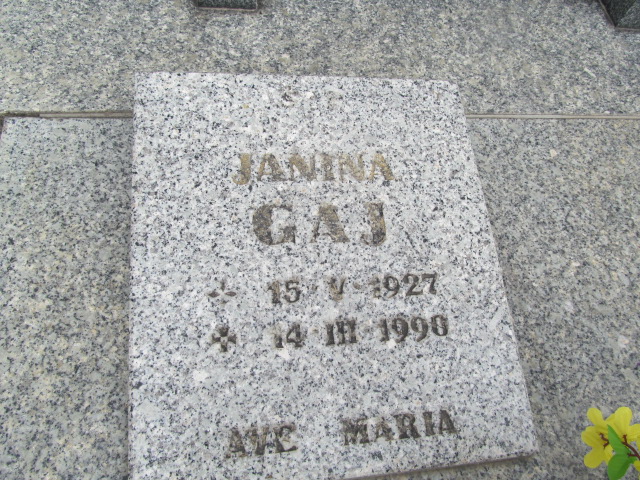 JANINA
GAJ
15 V 1927
14 III 1998
AVE MARIA